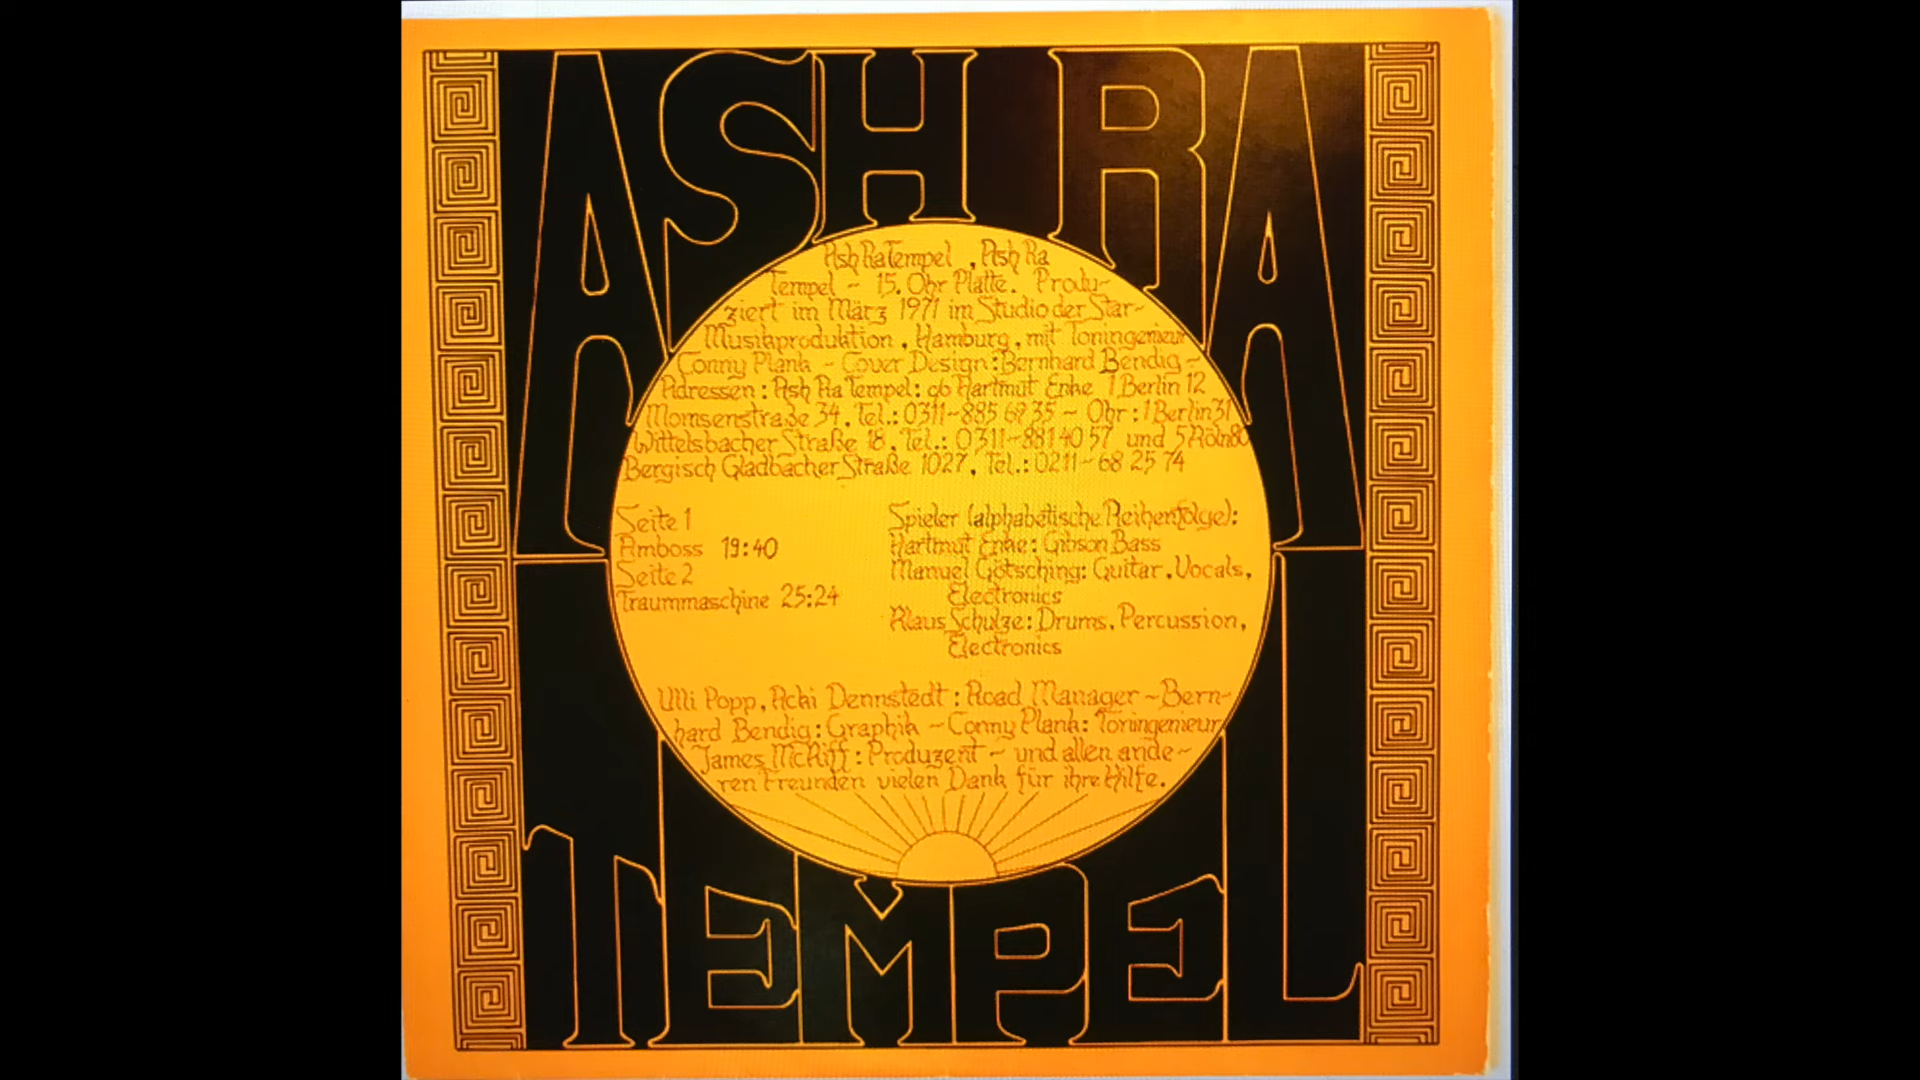 ASH RA
Ash Ra Tempel , Ash Ra
Tempel ~ 15. Ohr Platte. Produ-
ziert im März 1971 im Studio der Star-
Musikproduktion , Hamburg , mit Toningenieur
Conny Plank ~ Cover Design : Bernhard Bendig ~
Adressen : Ash Ra Tempel : c/o Hartmut Enke 1 Berlin 12
Momsenstraße 34 . Tel.: 0311~885 69 35 ~ Ohr : 1 Berlin 31
Wittelsbacher Straße 18 . Tel.: 0311~881 40 57 und 5 Köln 80
Bergisch Gladbacher Straße 1027 , Tel.: 0211~68 25 74
Seite 1
Amboss 19:40
Seite 2
Traummaschine 25:24
Spieler (alphabetische Reihenfolge):
Hartmut Enke : Gibson Bass
Manuel Götsching : Guitar , Vocals ,
Electronics
Klaus Schulze : Drums , Percussion ,
Electronics
Ulli Popp , Acki Dennstedt : Road Manager ~ Bern-
hard Bendig : Graphik ~ Conny Plank : Toningenieur
James McRiff : Produzent ~ und allen ande-
ren Freunden vielen Dank für ihre Hilfe .
TEMPEL